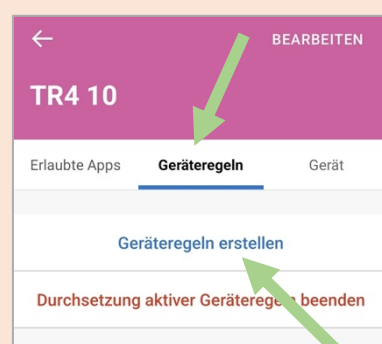 BEARBEITEN
TR4 10
Erlaubte Apps Geräteregeln Gerät
Geräteregeln erstellen
Durchsetzung aktiver Geräteregeln beenden